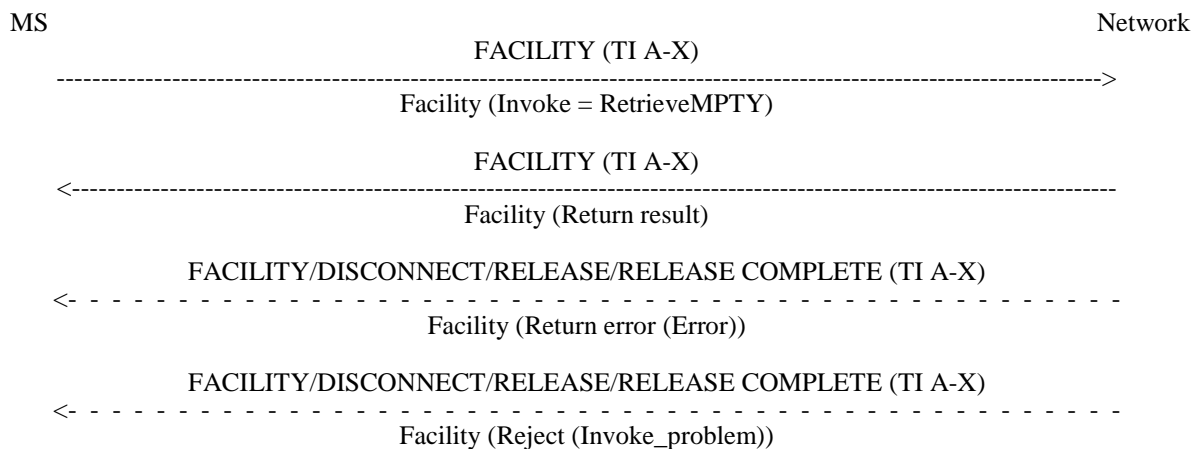 MS Network
FACILITY (TI A-X)
Facility (Invoke = RetrieveMPTY)
FACILITY (TI A-X)
Facility (Return result)
FACILITY/DISCONNECT/RELEASE/RELEASE COMPLETE (TI A-X)
Facility (Return error (Error))
FACILITY/DISCONNECT/RELEASE/RELEASE COMPLETE (TI A-X)
Facility (Reject (Invoke_problem))